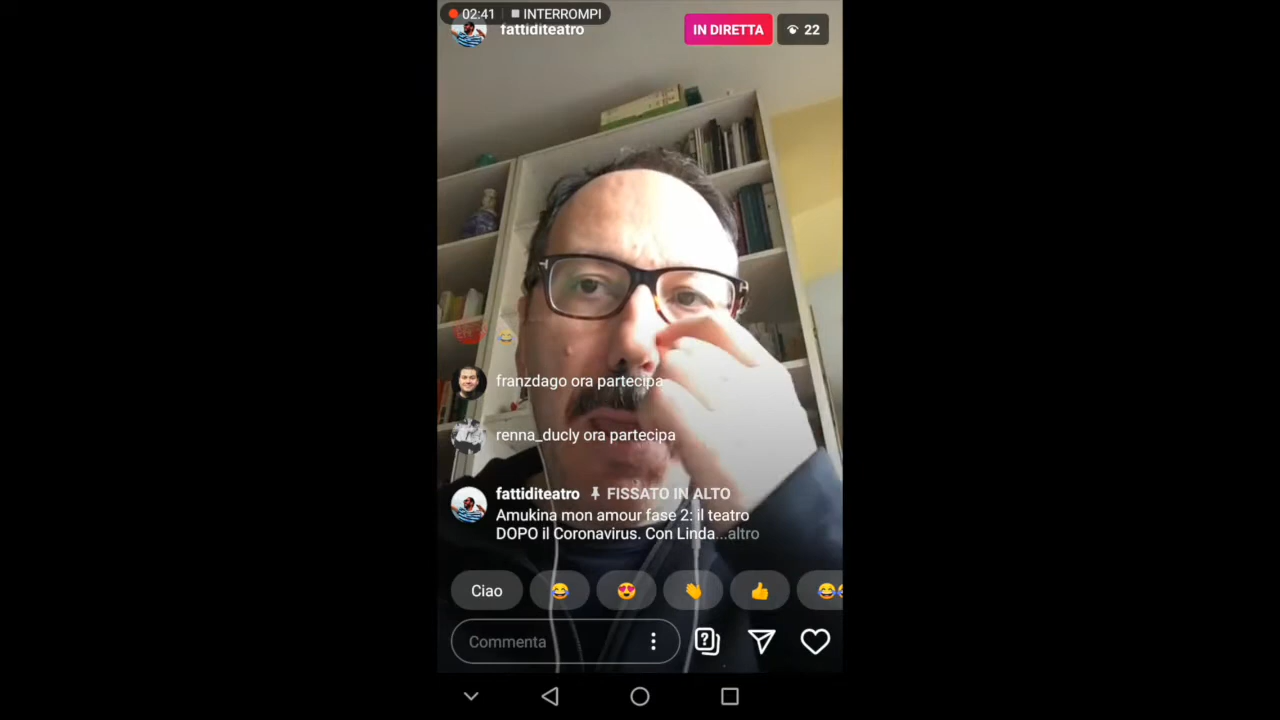 02:41 INTERROMPI
fattiditeatro
IN DIRETTA
22
franzdago ora partecipa
renna_ducly ora partecipa
fattiditeatro FISSATO IN ALTO
Amukina mon amour fase 2: il teatro
DOPO il Coronavirus. Con Linda...altro
Ciao
Commenta